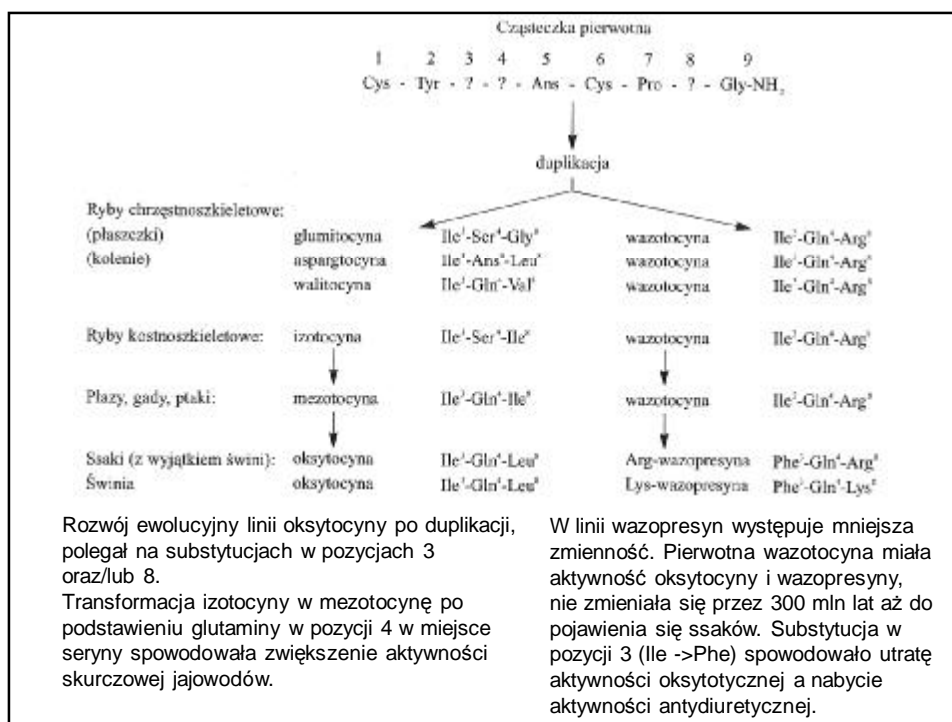 Cząsteczka pierwotna
1 2 3 4 5 6 7 8 9
Cys - Tyr - ? - ? - Ans - Cys - Pro - ? - Gly-NH₂
duplikacja
Ryby chrzęstnoszkieletowe:
(płaszczki) glumitocyna Ile³-Ser⁴-Gly⁸ wazotocyna Ile³-Gln⁴-Arg⁸
(kolenie) aspargtocyna Ile³-Ans⁴-Leu⁸ wazotocyna Ile³-Gln⁴-Arg⁸
walitocyna Ile³-Gln⁴-Val⁸ wazotocyna Ile³-Gln⁴-Arg⁸
Ryby kostnoszkieletowe: izotocyna Ile³-Ser⁴-Ile⁸ wazotocyna Ile³-Gln⁴-Arg⁸
Płazy, gady, ptaki: mezotocyna Ile³-Gln⁴-Ile⁸ wazotocyna Ile³-Gln⁴-Arg⁸
Ssaki (z wyjątkiem świni): oksytocyna Ile³-Gln⁴-Leu⁸ Arg-wazopresyna Phe³-Gln⁴-Arg⁸
Świnia oksytocyna Ile³-Gln⁴-Leu⁸ Lys-wazopresyna Phe³-Gln⁴-Lys⁸
Rozwój ewolucyjny linii oksytocyny po duplikacji,
polegał na substytucjach w pozycjach 3
oraz/lub 8.
Transformacja izotocyny w mezotocynę po
podstawieniu glutaminy w pozycji 4 w miejsce
seryny spowodowała zwiększenie aktywności
skurczowej jajowodów.
W linii wazopresyn występuje mniejsza
zmienność. Pierwotna wazotocyna miała
aktywność oksytocyny i wazopresyny,
nie zmieniała się przez 300 mln lat aż do
pojawienia się ssaków. Substytucja w
pozycji 3 (Ile ->Phe) spowodowało utratę
aktywności oksytotycznej a nabycie
aktywności antydiuretycznej.